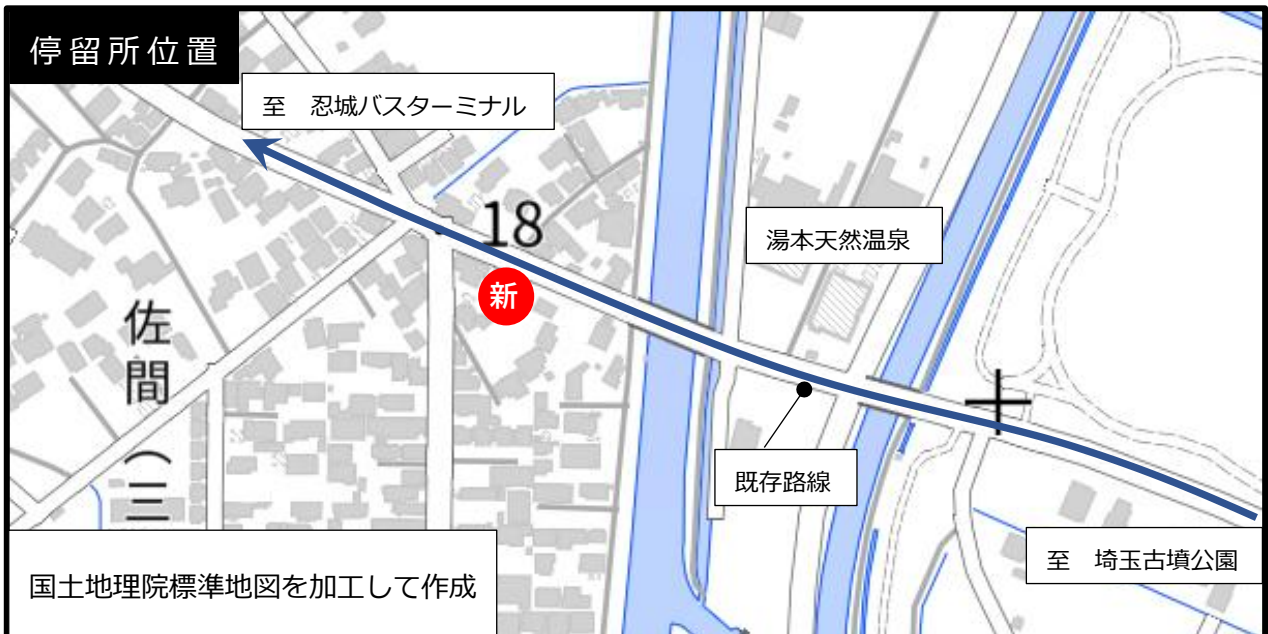 停留所位置
至 忍城バスターミナル
18
新
湯本天然温泉
佐間(三
既存路線
至 埼玉古墳公園
国土地理院標準地図を加工して作成